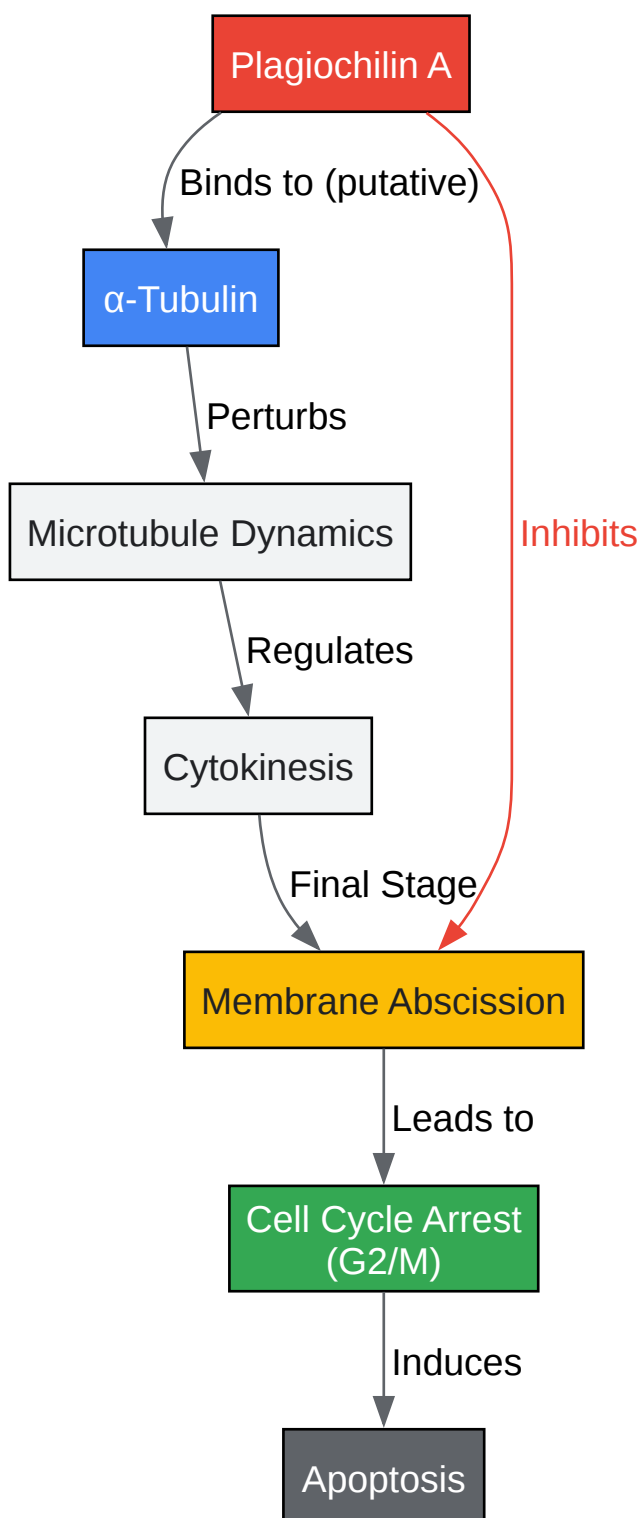 Plagiochilin A
Binds to (putative)
α-Tubulin
Perturbs
Microtubule Dynamics
Inhibits
Regulates
Cytokinesis
Final Stage
Membrane Abscission
Leads to
Cell Cycle Arrest
(G2/M)
Induces
Apoptosis